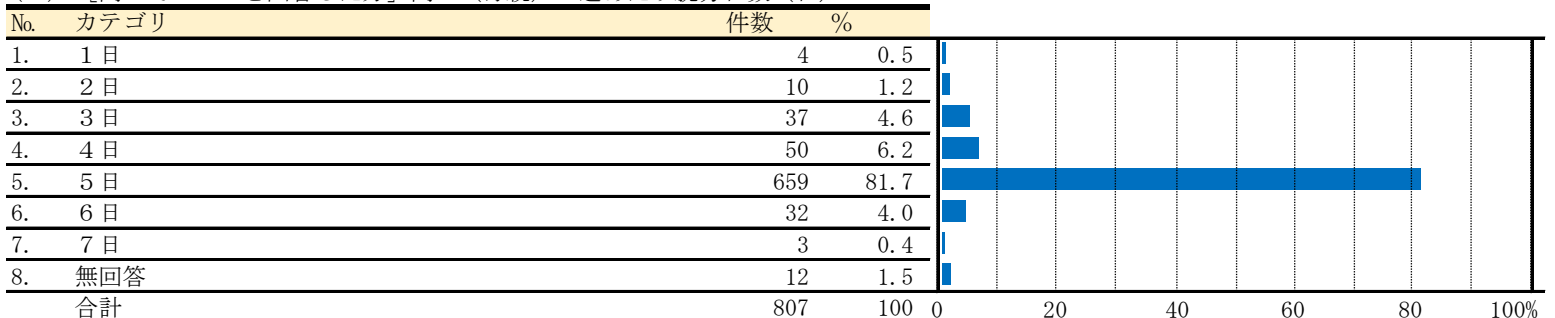 № カテゴリ 件数 %
1. 1日 4 0.5
2. 2日 10 1.2
3. 3日 37 4.6
4. 4日 50 6.2
5. 5日 659 81.7
6. 6日 32 4.0
7. 7日 3 0.4
8. 無回答 12 1.5
合計 807 100 0 20 40 60 80 100%